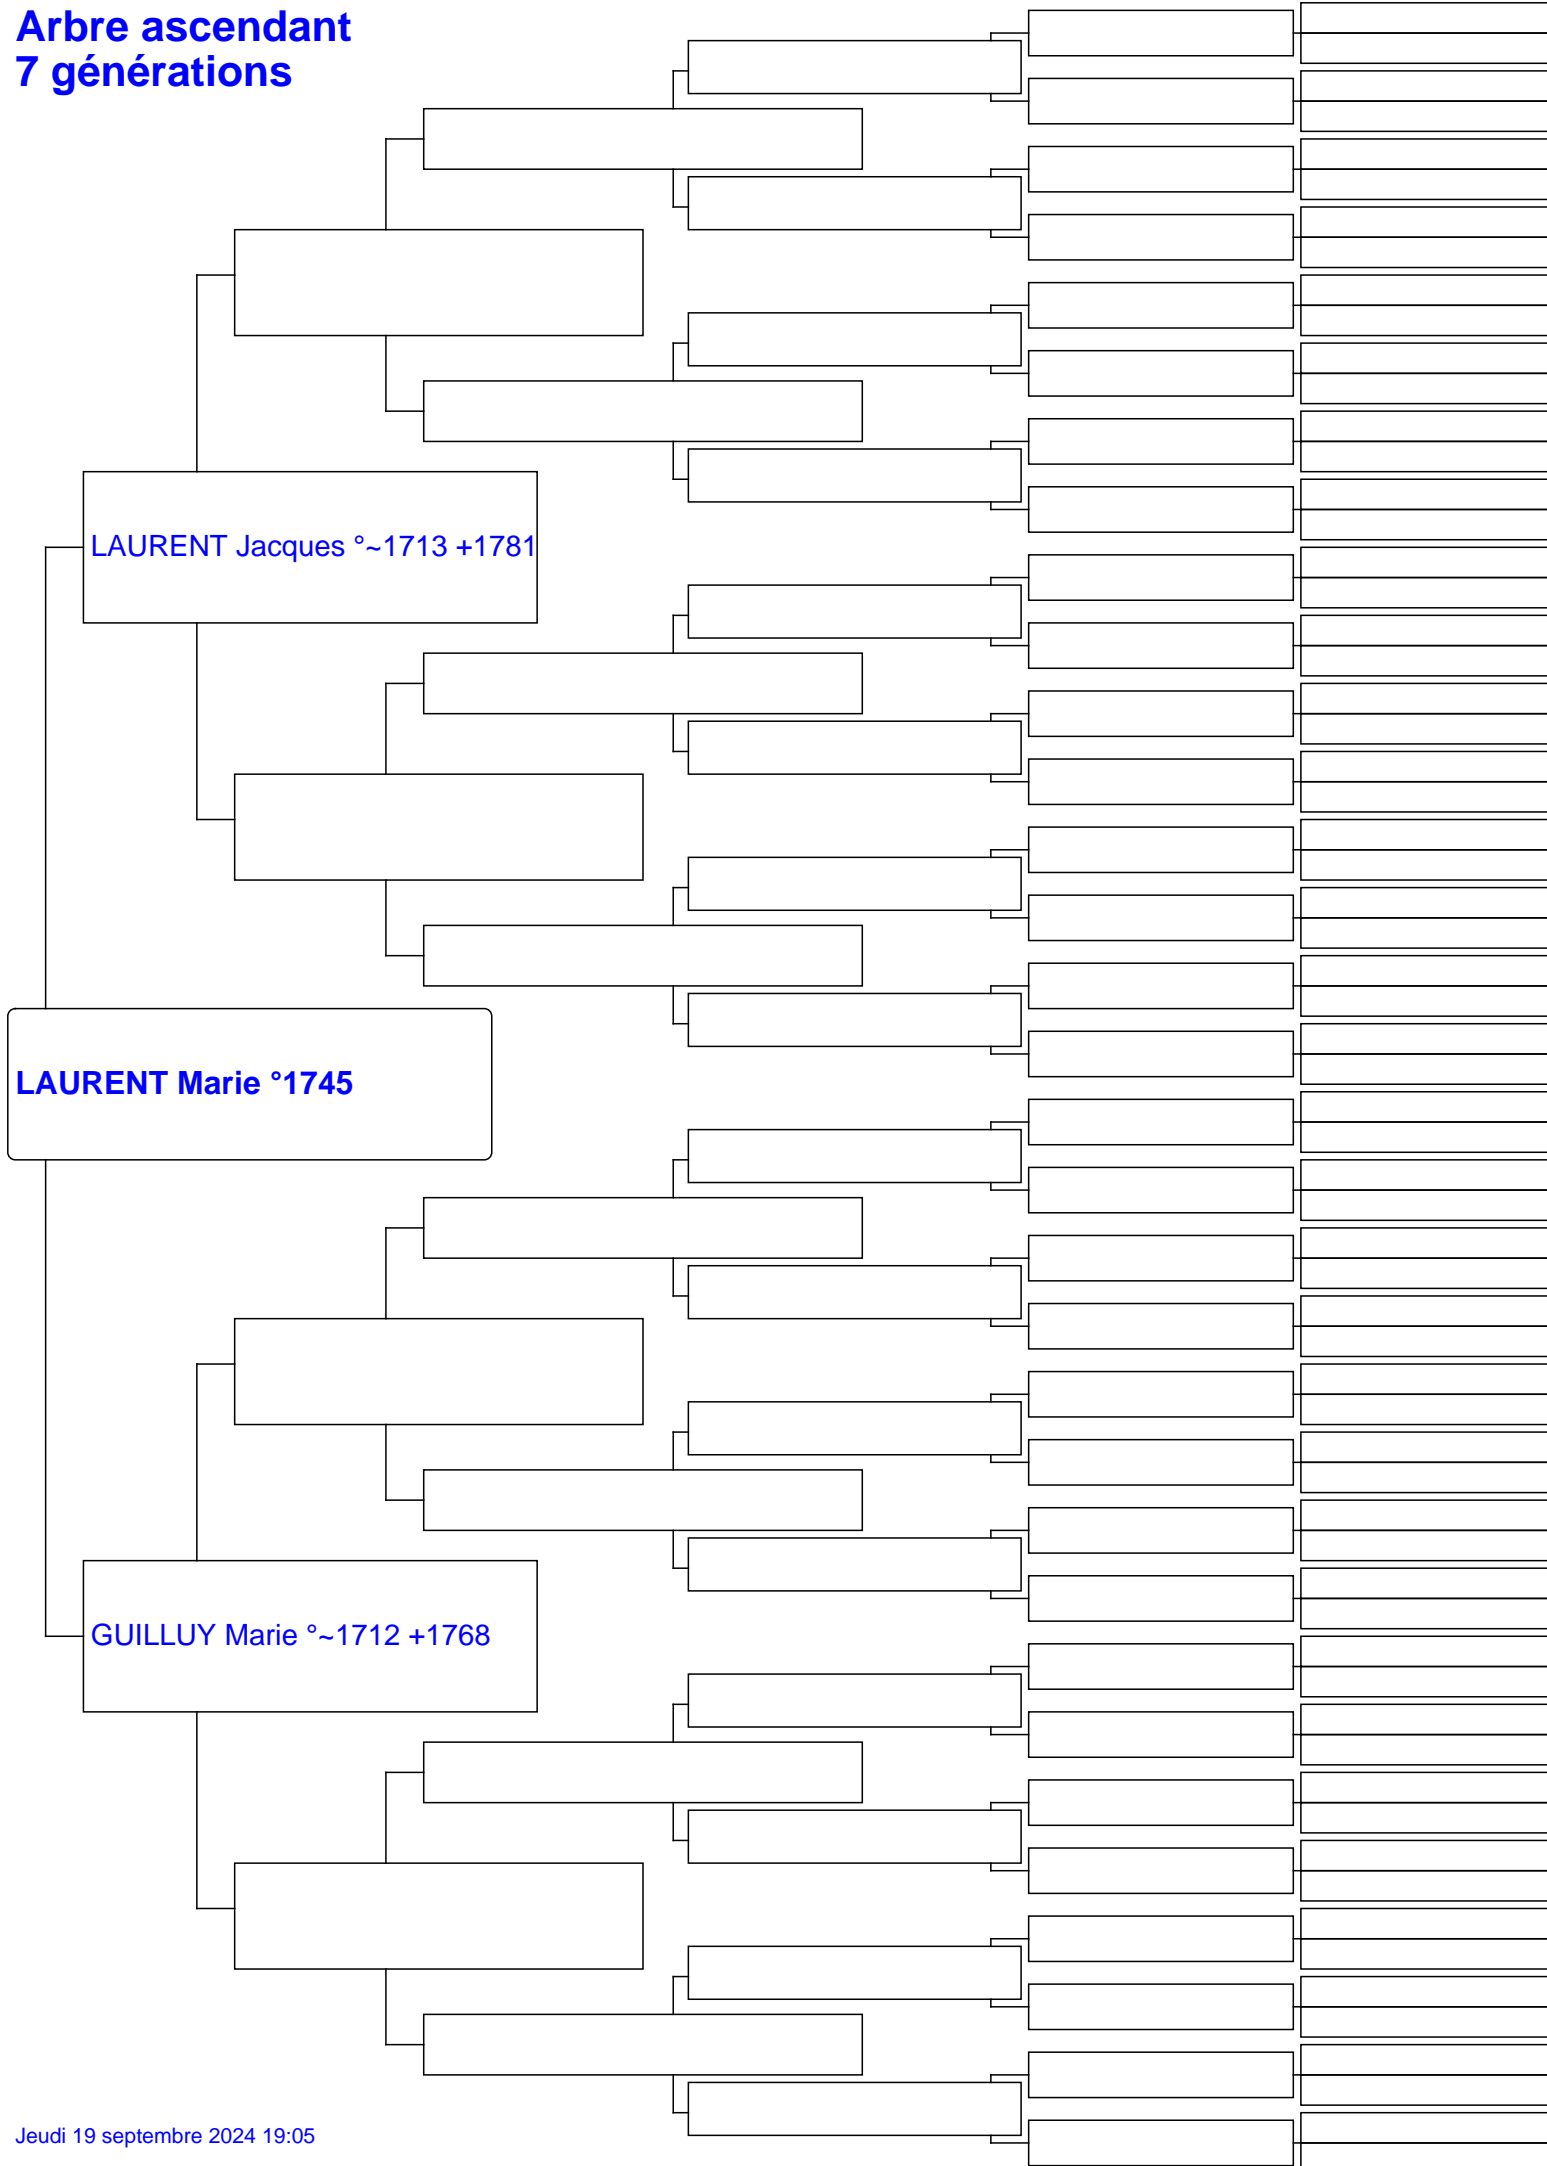 Arbre ascendant
7 générations
LAURENT Jacques °~1713 +1781
LAURENT Marie °1745
GUILLUY Marie °~1712 +1768
Jeudi 19 septembre 2024 19:05